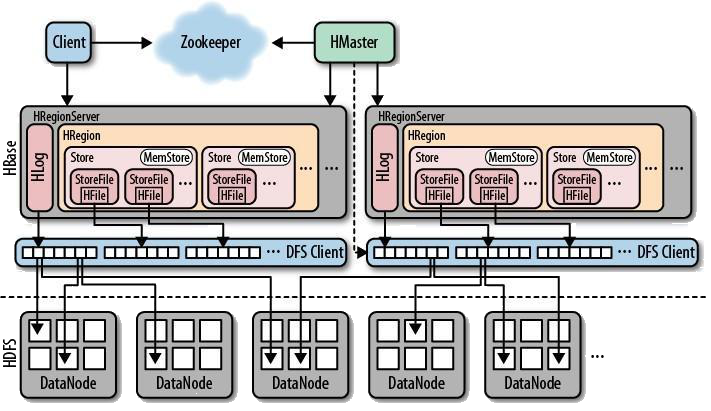 Client
Zookeeper
HMaster
HBase
HRegionServer
HLog
HRegion
Store MemStore
StoreFile
HFile
StoreFile
HFile
...
Store MemStore
StoreFile
HFile
...
... ...
HRegionServer
HLog
HRegion
Store MemStore
StoreFile
HFile
StoreFile
HFile
...
Store MemStore
StoreFile
HFile
...
... ...
... DFS Client
... DFS Client
HDFS
DataNode
DataNode
DataNode
DataNode
DataNode
...